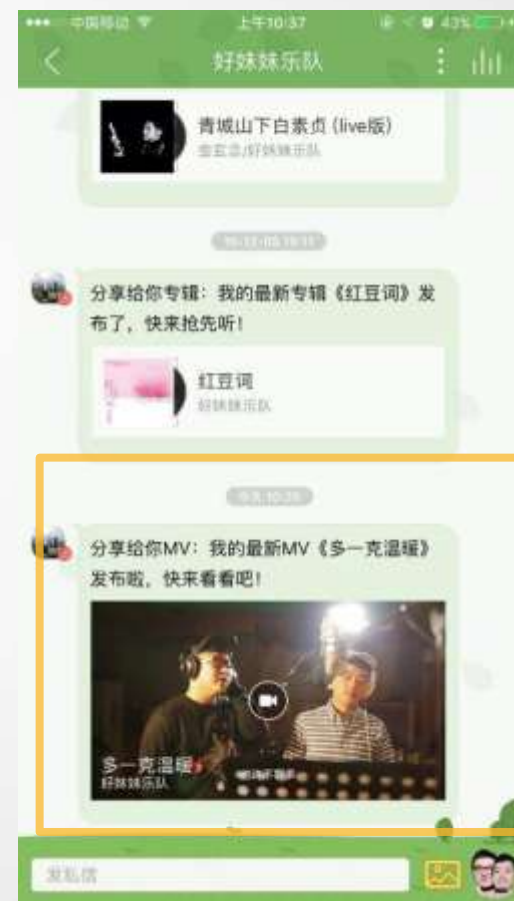 中国移动 上午10:37 43%
好妹妹乐队
青城山下白素贞 (live版)
分享给你专辑：我的最新专辑《红豆词》发
布了，快来抢先听！
红豆词
好妹妹乐队
今天 10:25
分享给你MV：我的最新MV《多一克温暖》
发布啦，快来看看吧！
多一克温暖
好妹妹乐队
发私信